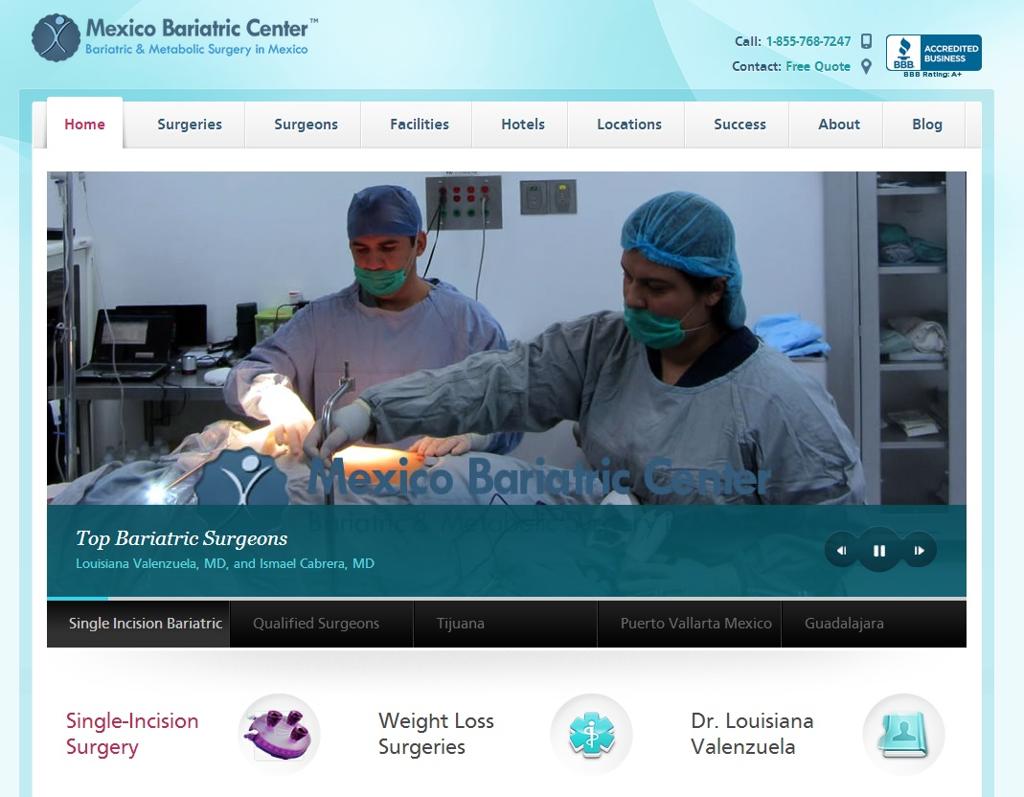 Mexico Bariatric Center™
Bariatric & Metabolic Surgery in Mexico
Call: 1-855-768-7247
Contact: Free Quote
BBB
ACCREDITED
BUSINESS
BBB Rating: A+
Home Surgeries Surgeons Facilities Hotels Locations Success About Blog
Mexico Bariatric Center
Bariatric & Metabolic
Top Bariatric Surgeons
Louisiana Valenzuela, MD, and Ismael Cabrera, MD
Single Incision Bariatric Qualified Surgeons Tijuana Puerto Vallarta Mexico Guadalajara
Single-Incision
Surgery
Weight Loss
Surgeries
Dr. Louisiana
Valenzuela